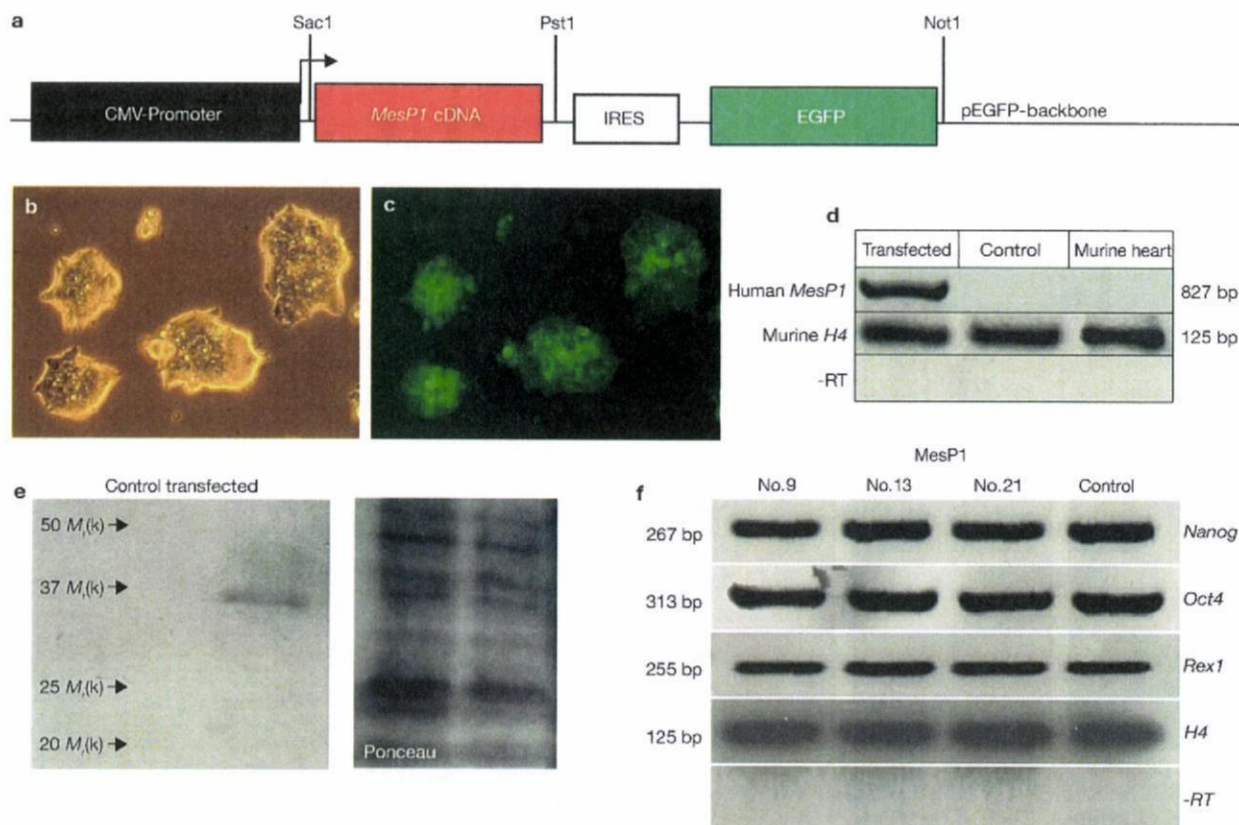 a
Sac1 Pst1 Not1
CMV-Promoter MesP1 cDNA IRES EGFP pEGFP-backbone
b
c
d
Transfected Control Murine heart
Human MesP1 827 bp
Murine H4 125 bp
-RT
e
Control transfected
50 Mr(k)
37 Mr(k)
25 Mr(k)
20 Mr(k)
Ponceau
f
MesP1
No.9 No.13 No.21 Control
267 bp Nanog
313 bp Oct4
255 bp Rex1
125 bp H4
-RT